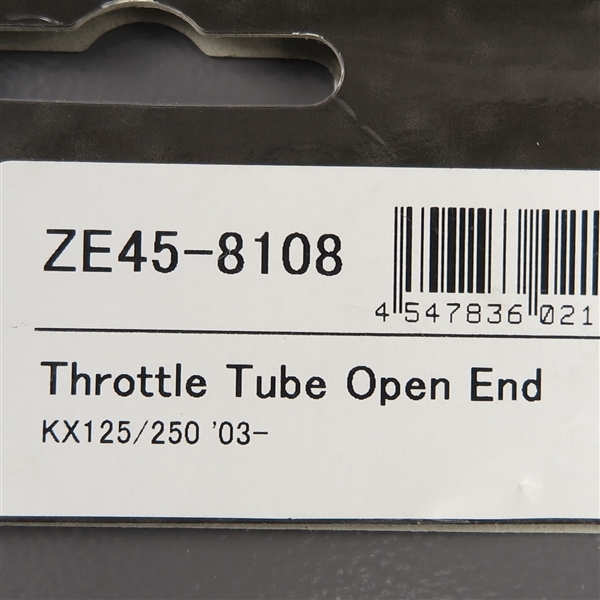 ZE45-8108
4 547836 021
Throttle Tube Open End
KX125/250 '03-